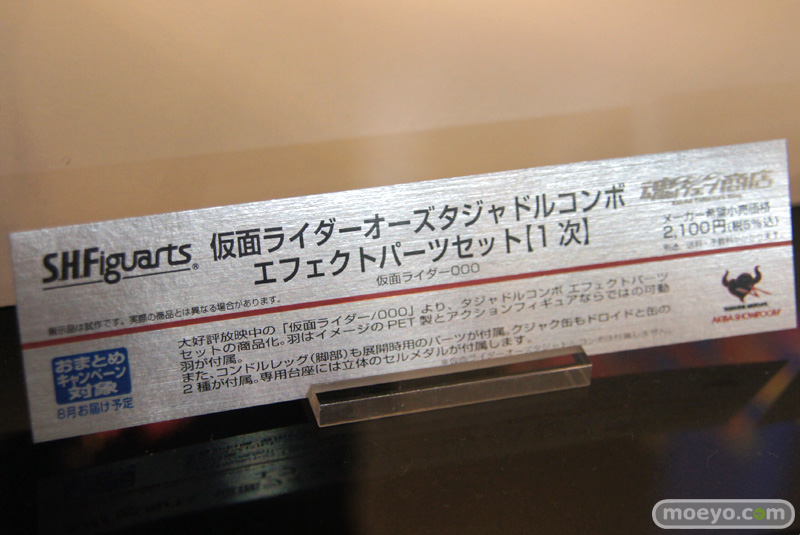 S.H.Figuarts®
仮面ライダーオーズタジャドルコンボ
エフェクトパーツセット【1次】
仮面ライダーOOO
魂ウェブ商店
メーカー希望小売価格
2,100円(税5%込)
展示品は試作です。実際の商品とは異なる場合があります。
大好評放映中の「仮面ライダー/OOO」より、タジャドルコンボ エフェクトパーツ
セットの商品化。羽はイメージのPET製とアクションフィギュアならではの可動
羽が付属。
また、コンドルレッグ(脚部)も展開時用のパーツが付属。クジャク缶もドロイドと缶の
2種が付属。専用台座には立体のセルメダルが付属します。
おまとめ
キャンペーン
対象
8月お届け予定
AKIBA SHOWROOM
moeyo.com